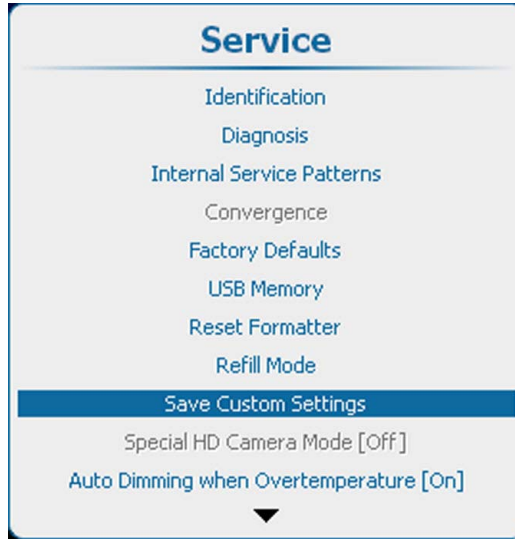 Service
Identification
Diagnosis
Internal Service Patterns
Convergence
Factory Defaults
USB Memory
Reset Formatter
Refill Mode
Save Custom Settings
Special HD Camera Mode [Off]
Auto Dimming when Overtemperature [On]